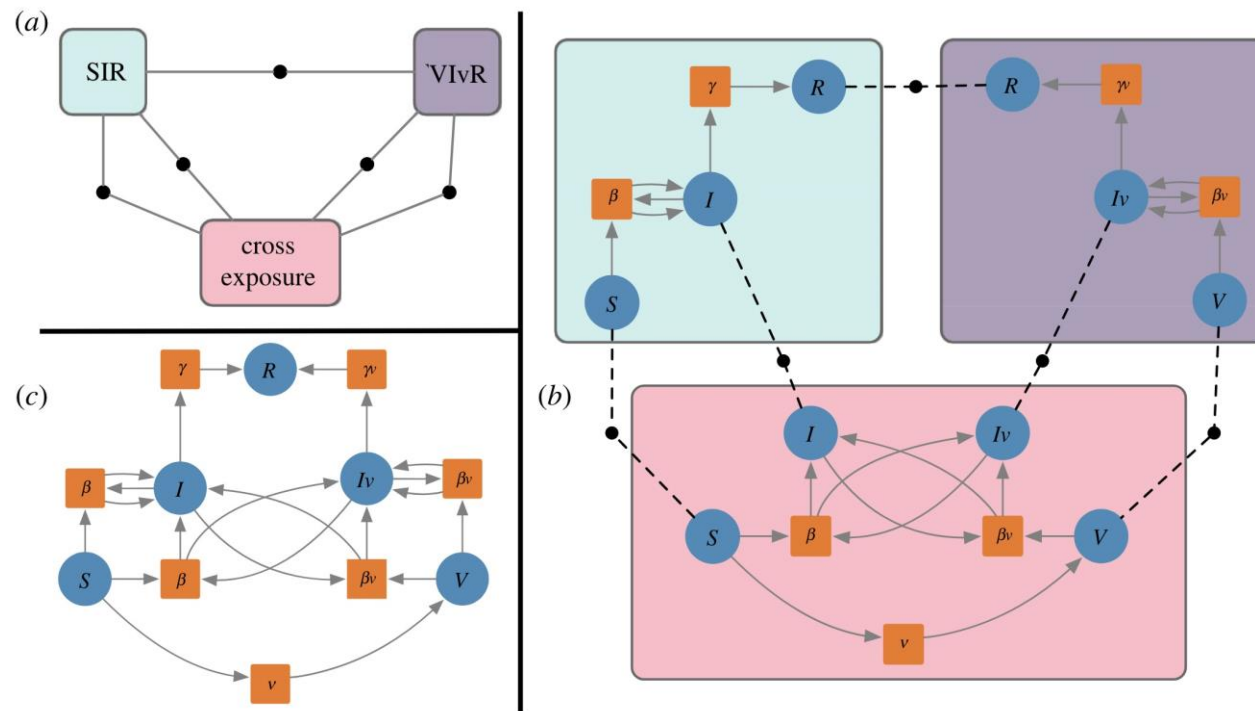 (a)
SIR
`VIvR
cross
exposure
(b)
γ
R
R
γv
β
I
Iv
βv
S
V
I
Iv
S
β
βv
V
v
(c)
γ
R
γv
β
I
Iv
βv
S
β
βv
V
v